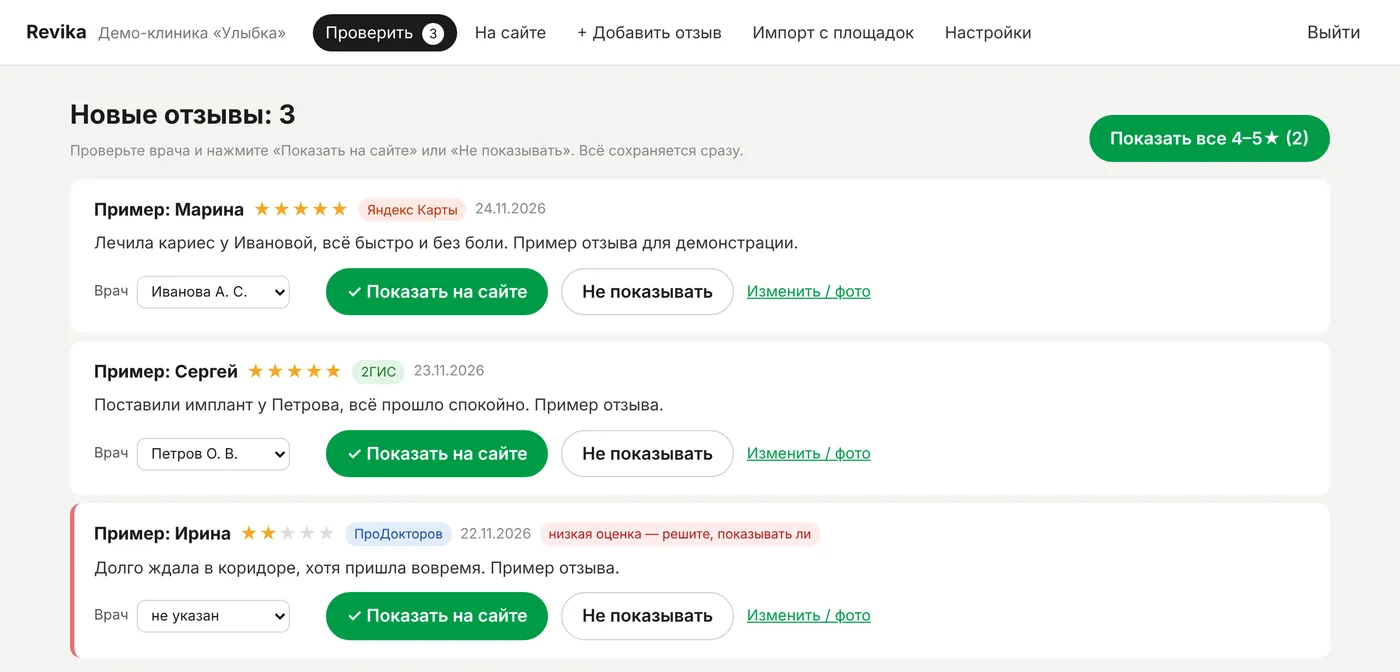 Revika Демо-клиника «Улыбка» Проверить 3 На сайте + Добавить отзыв Импорт с площадок Настройки Выйти
Новые отзывы: 3
Проверьте врача и нажмите «Показать на сайте» или «Не показывать». Всё сохраняется сразу.
Показать все 4–5★ (2)
Пример: Марина ★★★★★ Яндекс Карты 24.11.2026
Лечила кариес у Ивановой, всё быстро и без боли. Пример отзыва для демонстрации.
Врач Иванова А. С. ✓ Показать на сайте Не показывать Изменить / фото
Пример: Сергей ★★★★★ 2ГИС 23.11.2026
Поставили имплант у Петрова, всё прошло спокойно. Пример отзыва.
Врач Петров О. В. ✓ Показать на сайте Не показывать Изменить / фото
Пример: Ирина ★★★★★ ПроДокторов 22.11.2026 низкая оценка — решите, показывать ли
Долго ждала в коридоре, хотя пришла вовремя. Пример отзыва.
Врач не указан ✓ Показать на сайте Не показывать Изменить / фото